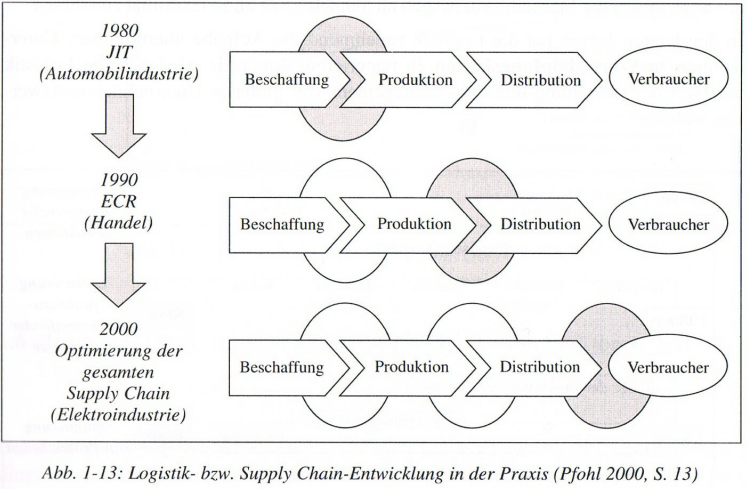 1980
JIT
(Automobilindustrie)
Beschaffung
Produktion
Distribution
Verbraucher
1990
ECR
(Handel)
Beschaffung
Produktion
Distribution
Verbraucher
2000
Optimierung der
gesamten
Supply Chain
(Elektroindustrie)
Beschaffung
Produktion
Distribution
Verbraucher
Abb. 1-13: Logistik- bzw. Supply Chain-Entwicklung in der Praxis (Pfohl 2000, S. 13)